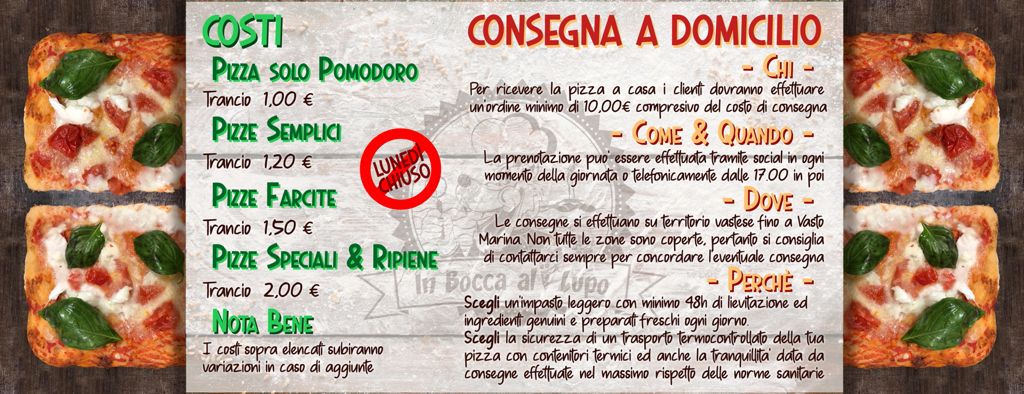 COSTI
PIZZA SOLO POMODORO
Trancio 1,00 €
PIZZE SEMPLICI
Trancio 1,20 €
PIZZE FARCITE
Trancio 1,50 €
PIZZE SPECIALI & RIPIENE
Trancio 2,00 €
NOTA BENE
I costi sopra elencati subiranno
variazioni in caso di aggiunte
LUNEDI'
CHIUSO
In Bocca al Lupo
CONSEGNA A DOMICILIO
- CHI -
Per ricevere la pizza a casa i clienti dovranno effettuare
un'ordine minimo di 10,00€ compresivo del costo di consegna
- COME & QUANDO -
La prenotazione puo' essere effettuata tramite social in ogni
momento della giornata o telefonicamente dalle 17.00 in poi
- DOVE -
Le consegne si effettuano su territorio vastese fino a Vasto
Marina. Non tutte le zone sono coperte, pertanto si consiglia
di contattarci sempre per concordare l'eventuale consegna
- PERCHÈ -
Scegli un'impasto leggero con minimo 48h di lievitazione ed
ingredienti genuini e preparati freschi ogni giorno.
Scegli la sicurezza di un trasporto termocontrollato della tua
pizza con contenitori termici ed anche la tranquillita' data da
consegne effettuate nel massimo rispetto delle norme sanitarie